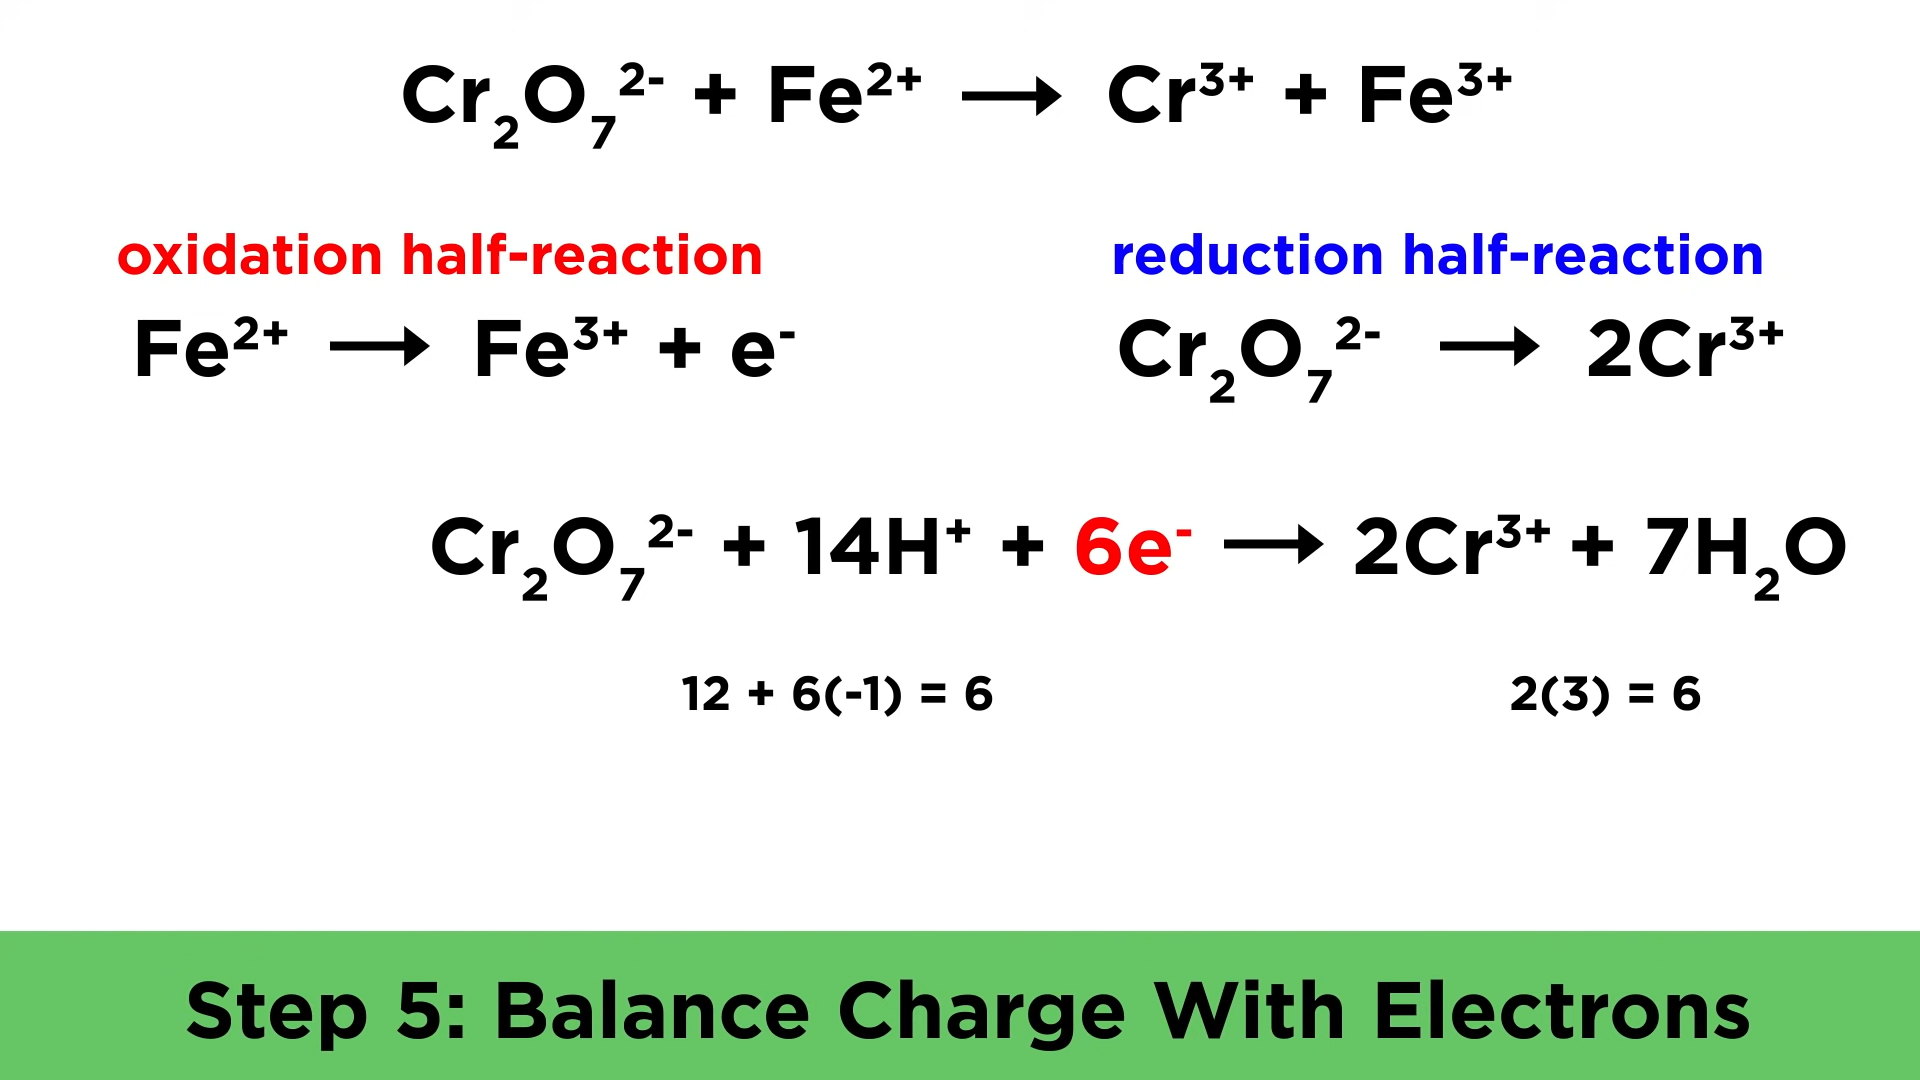 Cr₂O₇²⁻ + Fe²⁺ → Cr³⁺ + Fe³⁺
oxidation half-reaction
reduction half-reaction
Fe²⁺ → Fe³⁺ + e⁻
Cr₂O₇²⁻ → 2Cr³⁺
Cr₂O₇²⁻ + 14H⁺ + 6e⁻ → 2Cr³⁺ + 7H₂O
12 + 6(-1) = 6
2(3) = 6
Step 5: Balance Charge With Electrons